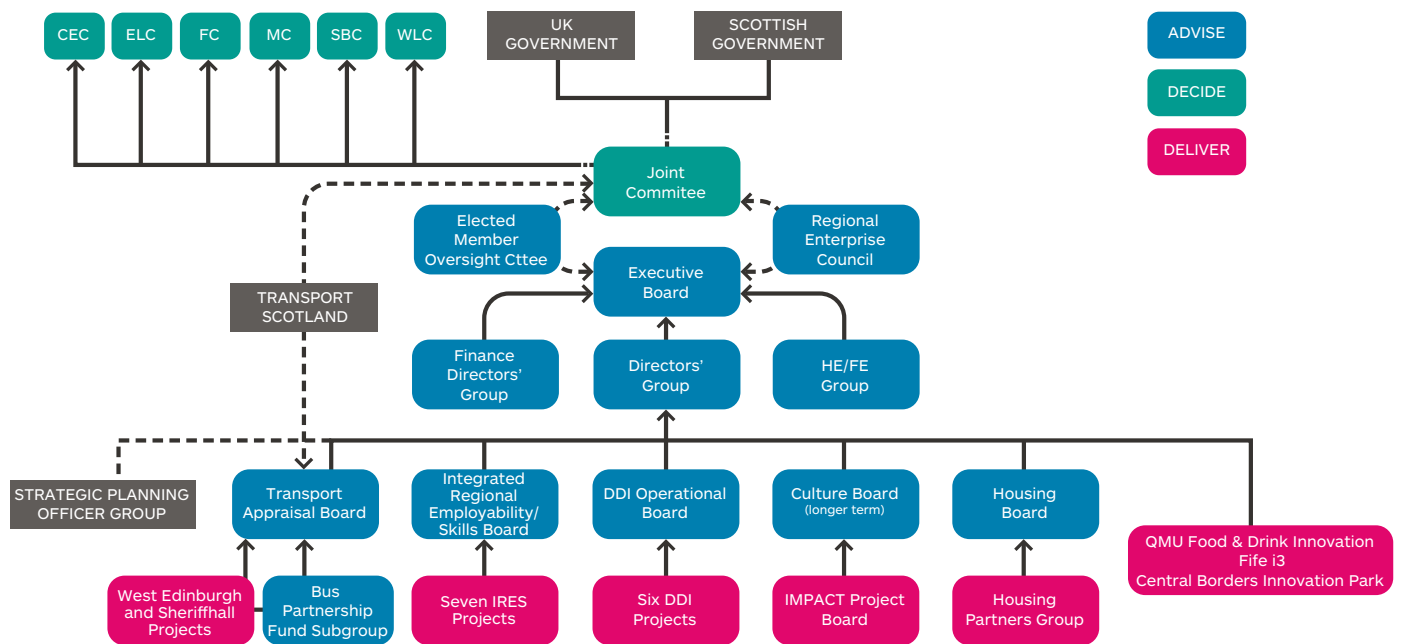 CEC
ELC
FC
MC
SBC
WLC
UK
GOVERNMENT
SCOTTISH
GOVERNMENT
ADVISE
DECIDE
DELIVER
Joint
Commitee
Elected
Member
Oversight Cttee
Regional
Enterprise
Council
Executive
Board
TRANSPORT
SCOTLAND
Finance
Directors’
Group
Directors’
Group
HE/FE
Group
STRATEGIC PLANNING
OFFICER GROUP
Transport
Appraisal Board
Integrated
Regional
Employability/
Skills Board
DDI Operational
Board
Culture Board
(longer term)
Housing
Board
QMU Food & Drink Innovation
Fife i3
Central Borders Innovation Park
West Edinburgh
and Sheriffhall
Projects
Bus
Partnership
Fund Subgroup
Seven IRES
Projects
Six DDI
Projects
IMPACT Project
Board
Housing
Partners Group